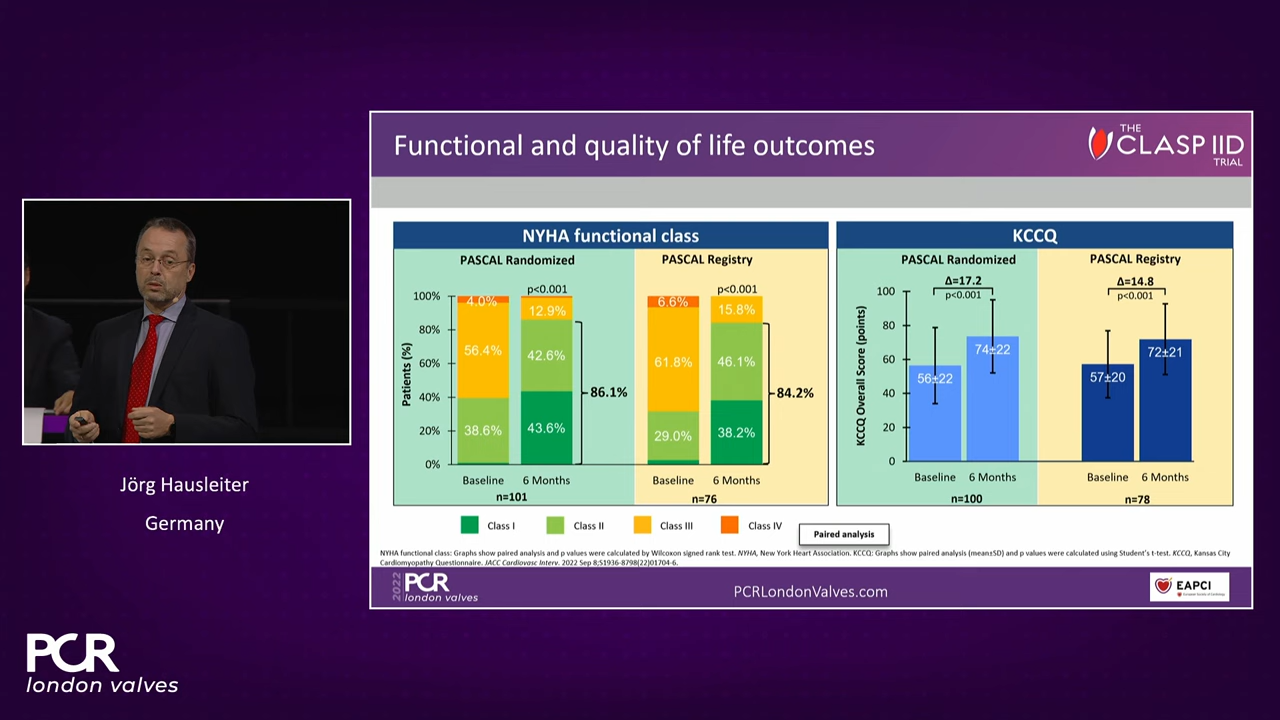 Functional and quality of life outcomes
THE
CLASP IID
TRIAL
NYHA functional class
PASCAL Randomized
PASCAL Registry
Patients (%)
100%
80%
60%
40%
20%
0%
4.0%
56.4%
38.6%
p<0.001
12.9%
42.6%
43.6%
86.1%
6.6%
61.8%
29.0%
p<0.001
15.8%
46.1%
38.2%
84.2%
Baseline 6 Months
n=101
Baseline 6 Months
n=76
Class I Class II Class III Class IV
KCCQ
PASCAL Randomized
PASCAL Registry
KCCQ Overall Score (points)
100
80
60
40
20
0
Δ=17.2
p<0.001
56±22
74±22
Δ=14.8
p<0.001
57±20
72±21
Baseline 6 Months
n=100
Baseline 6 Months
n=78
Paired analysis
NYHA functional class: Graphs show paired analysis and p values were calculated by Wilcoxon signed rank test. NYHA, New York Heart Association. KCCQ: Graphs show paired analysis (mean±SD) and p values were calculated using Student's t-test. KCCQ, Kansas City
Cardiomyopathy Questionnaire. JACC Cardiovasc Interv. 2022 Sep 8;S1936-8798(22)01704-6.
2022
PCR
london valves
PCRLondonValves.com
EAPCI
Jörg Hausleiter
Germany
PCR
london valves